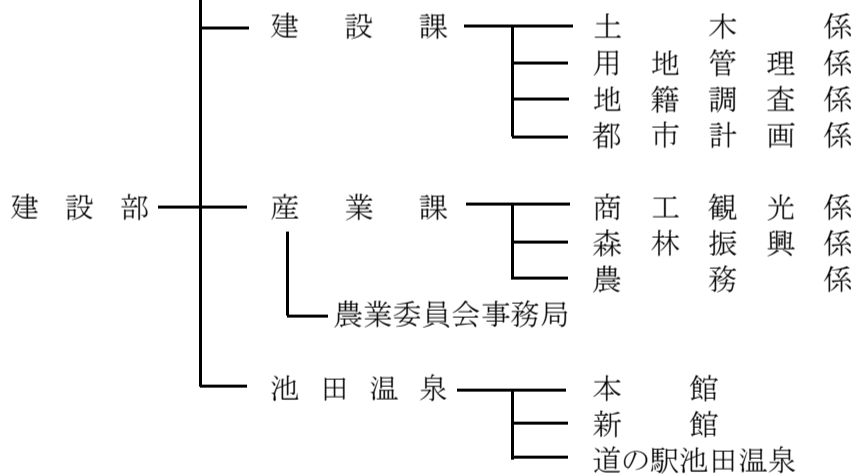 建設課 土木係
用地管理係
地籍調査係
都市計画係
建設部 産業課 商工観光係
森林振興係
農務係
農業委員会事務局
池田温泉 本館
新館
道の駅池田温泉